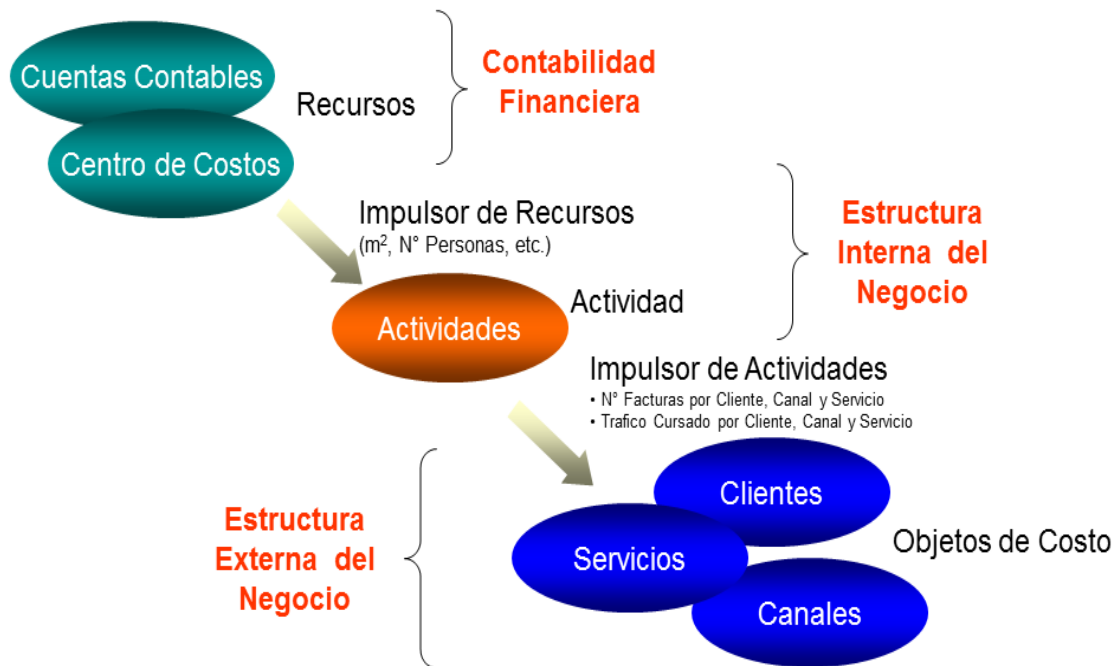 Cuentas Contables
Centro de Costos
Recursos
Contabilidad
Financiera
Impulsor de Recursos
(m², N° Personas, etc.)
Estructura
Interna del
Negocio
Actividades
Actividad
Impulsor de Actividades
• N° Facturas por Cliente, Canal y Servicio
• Trafico Cursado por Cliente, Canal y Servicio
Estructura
Externa del
Negocio
Clientes
Servicios
Canales
Objetos de Costo